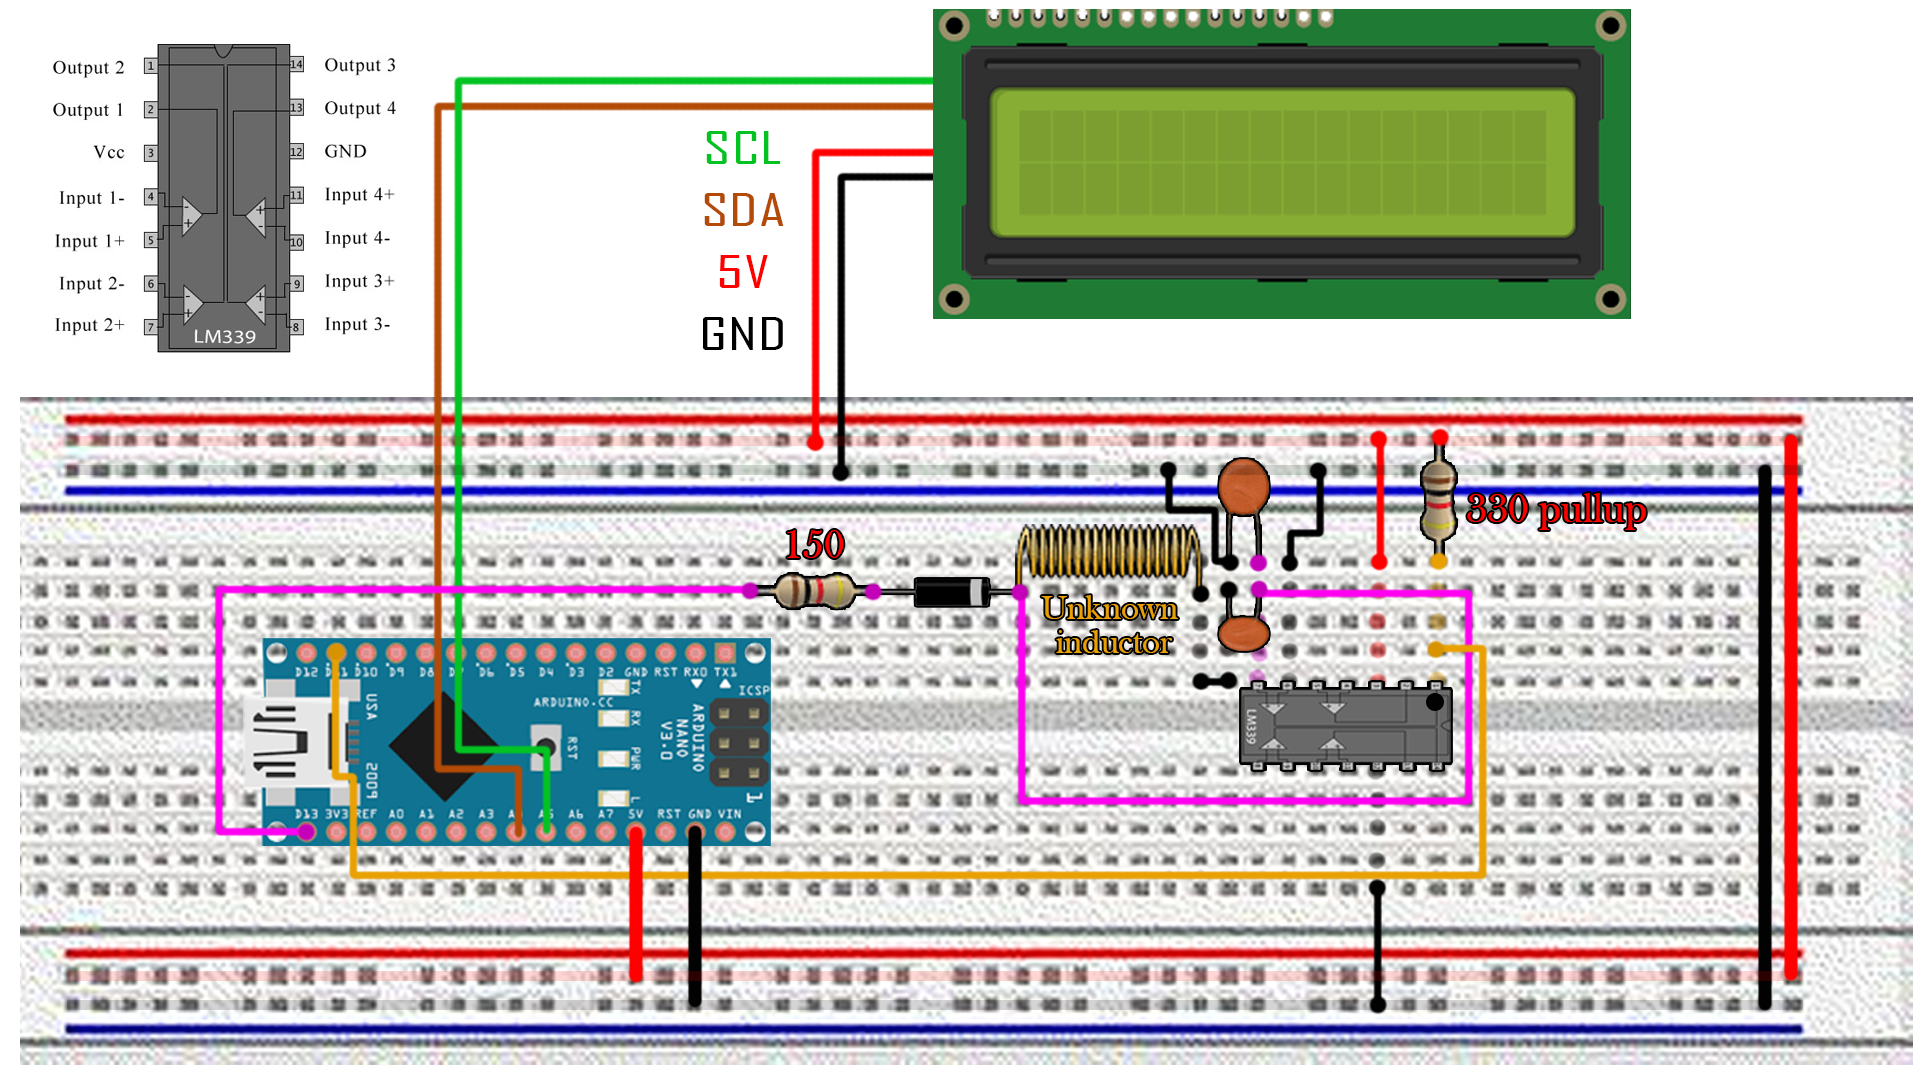 Output 2
1
14
Output 3
Output 1
2
13
Output 4
Vcc
3
12
GND
Input 1-
4
11
Input 4+
Input 1+
5
10
Input 4-
Input 2-
6
9
Input 3+
Input 2+
7
8
Input 3-
- + + -
- + + -
LM339
SCL
SDA
5V
GND
330 pullup
150
Unknown
inductor
D12 D11 D10 D9 D8 D7 D6 D5 D4 D3 D2 GND RST RX0 TX1
USA
2009
ARDUINO.CC
RST
TX
RX
PWR
L
ICSP
1
ARDUINO
NANO
V3.0
D13 3V3 REF A0 A1 A2 A3 A4 A5 A6 A7 5V RST GND VIN
LM339